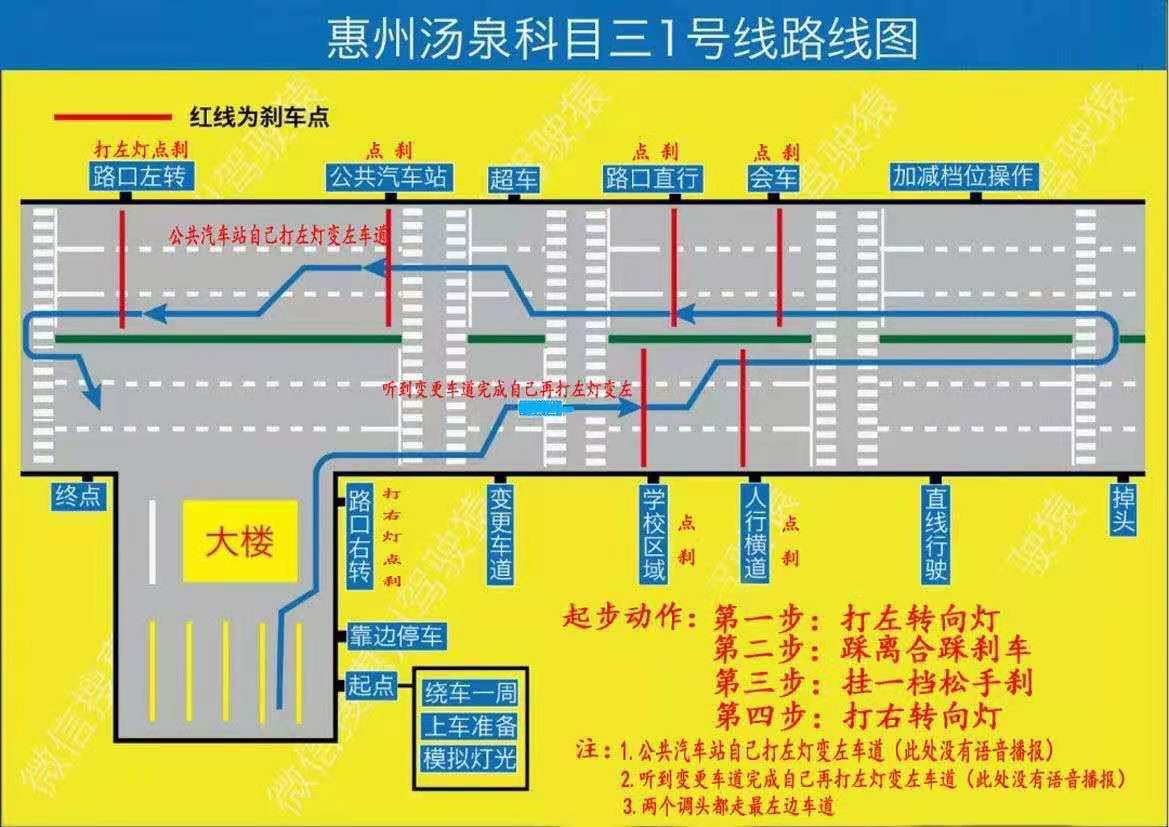 惠州汤泉科目三1号线路线图
红线为刹车点
打左灯点刹
点刹
点刹
点刹
路口左转
公共汽车站
超车
路口直行
会车
加减档位操作
公共汽车站自己打左灯变左车道
听到变更车道完成自己再打左灯变左
终点
大楼
路口右转
打右灯点刹
变更车道
学校区域
点刹
人行横道
点刹
直线行驶
掉头
靠边停车
起点
绕车一周
上车准备
模拟灯光
起步动作：第一步：打左转向灯
第二步：踩离合踩刹车
第三步：挂一档松手刹
第四步：打右转向灯
注：1.公共汽车站自己打左灯变左车道（此处没有语音播报）
2.听到变更车道完成自己再打左灯变左车道（此处没有语音播报）
3.两个调头都走最左边车道